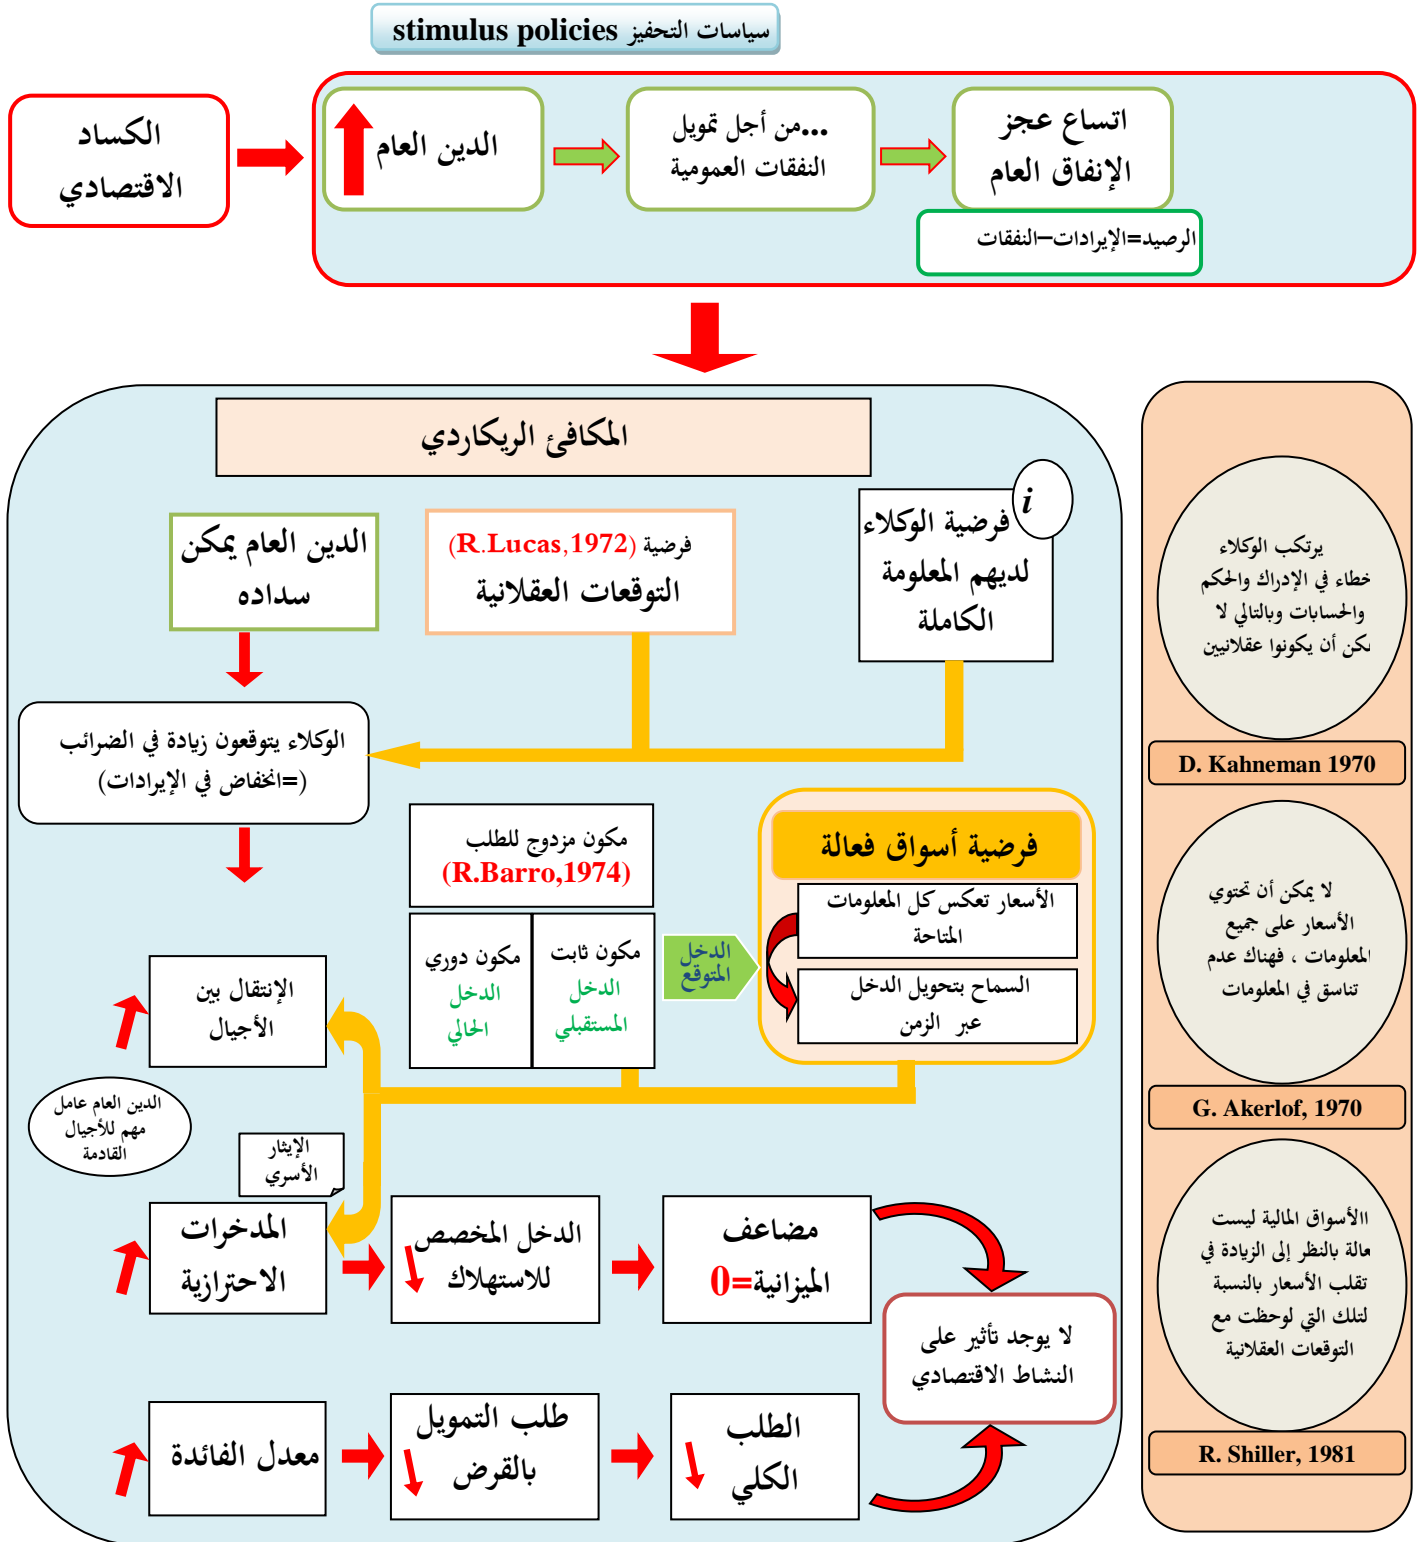 سياسات التحفيز stimulus policies
الكساد
الاقتصادي
الدين العام
...من أجل تمويل
النفقات العمومية
اتساع عجز
الإنفاق العام
الرصيد=الإيرادات–النفقات
المكافئ الريكاردي
الدين العام يمكن
سداده
فرضية (R.Lucas,1972)
التوقعات العقلانية
i
فرضية الوكلاء
لديهم المعلومة
الكاملة
الوكلاء يتوقعون زيادة في الضرائب
(=انخفاض في الإيرادات)
مكون مزدوج للطلب
(R.Barro,1974)
مكون دوري
الدخل
الحالي
مكون ثابت
الدخل
المستقبلي
الدخل
المتوقع
فرضية أسواق فعالة
الأسعار تعكس كل المعلومات
المتاحة
السماح بتحويل الدخل
عبر الزمن
الإنتقال بين
الأجيال
الدين العام عامل
مهم للأجيال
القادمة
الإيثار
الأسري
المدخرات
الاحترازية
الدخل المخصص
للاستهلاك
مضاعف
الميزانية=0
لا يوجد تأثير على
النشاط الاقتصادي
معدل الفائدة
طلب التمويل
بالقرض
الطلب
الكلي
يرتكب الوكلاء
خطاء في الإدراك والحكم
والحسابات وبالتالي لا
مكن أن يكونوا عقلانيين
D. Kahneman 1970
لا يمكن أن تحتوي
الأسعار على جميع
المعلومات ، فهناك عدم
تناسق في المعلومات
G. Akerlof, 1970
االأسواق المالية ليست
عالة بالنظر إلى الزيادة في
تقلب الأسعار بالنسبة
لتلك التي لوحظت مع
التوقعات العقلانية
R. Shiller, 1981